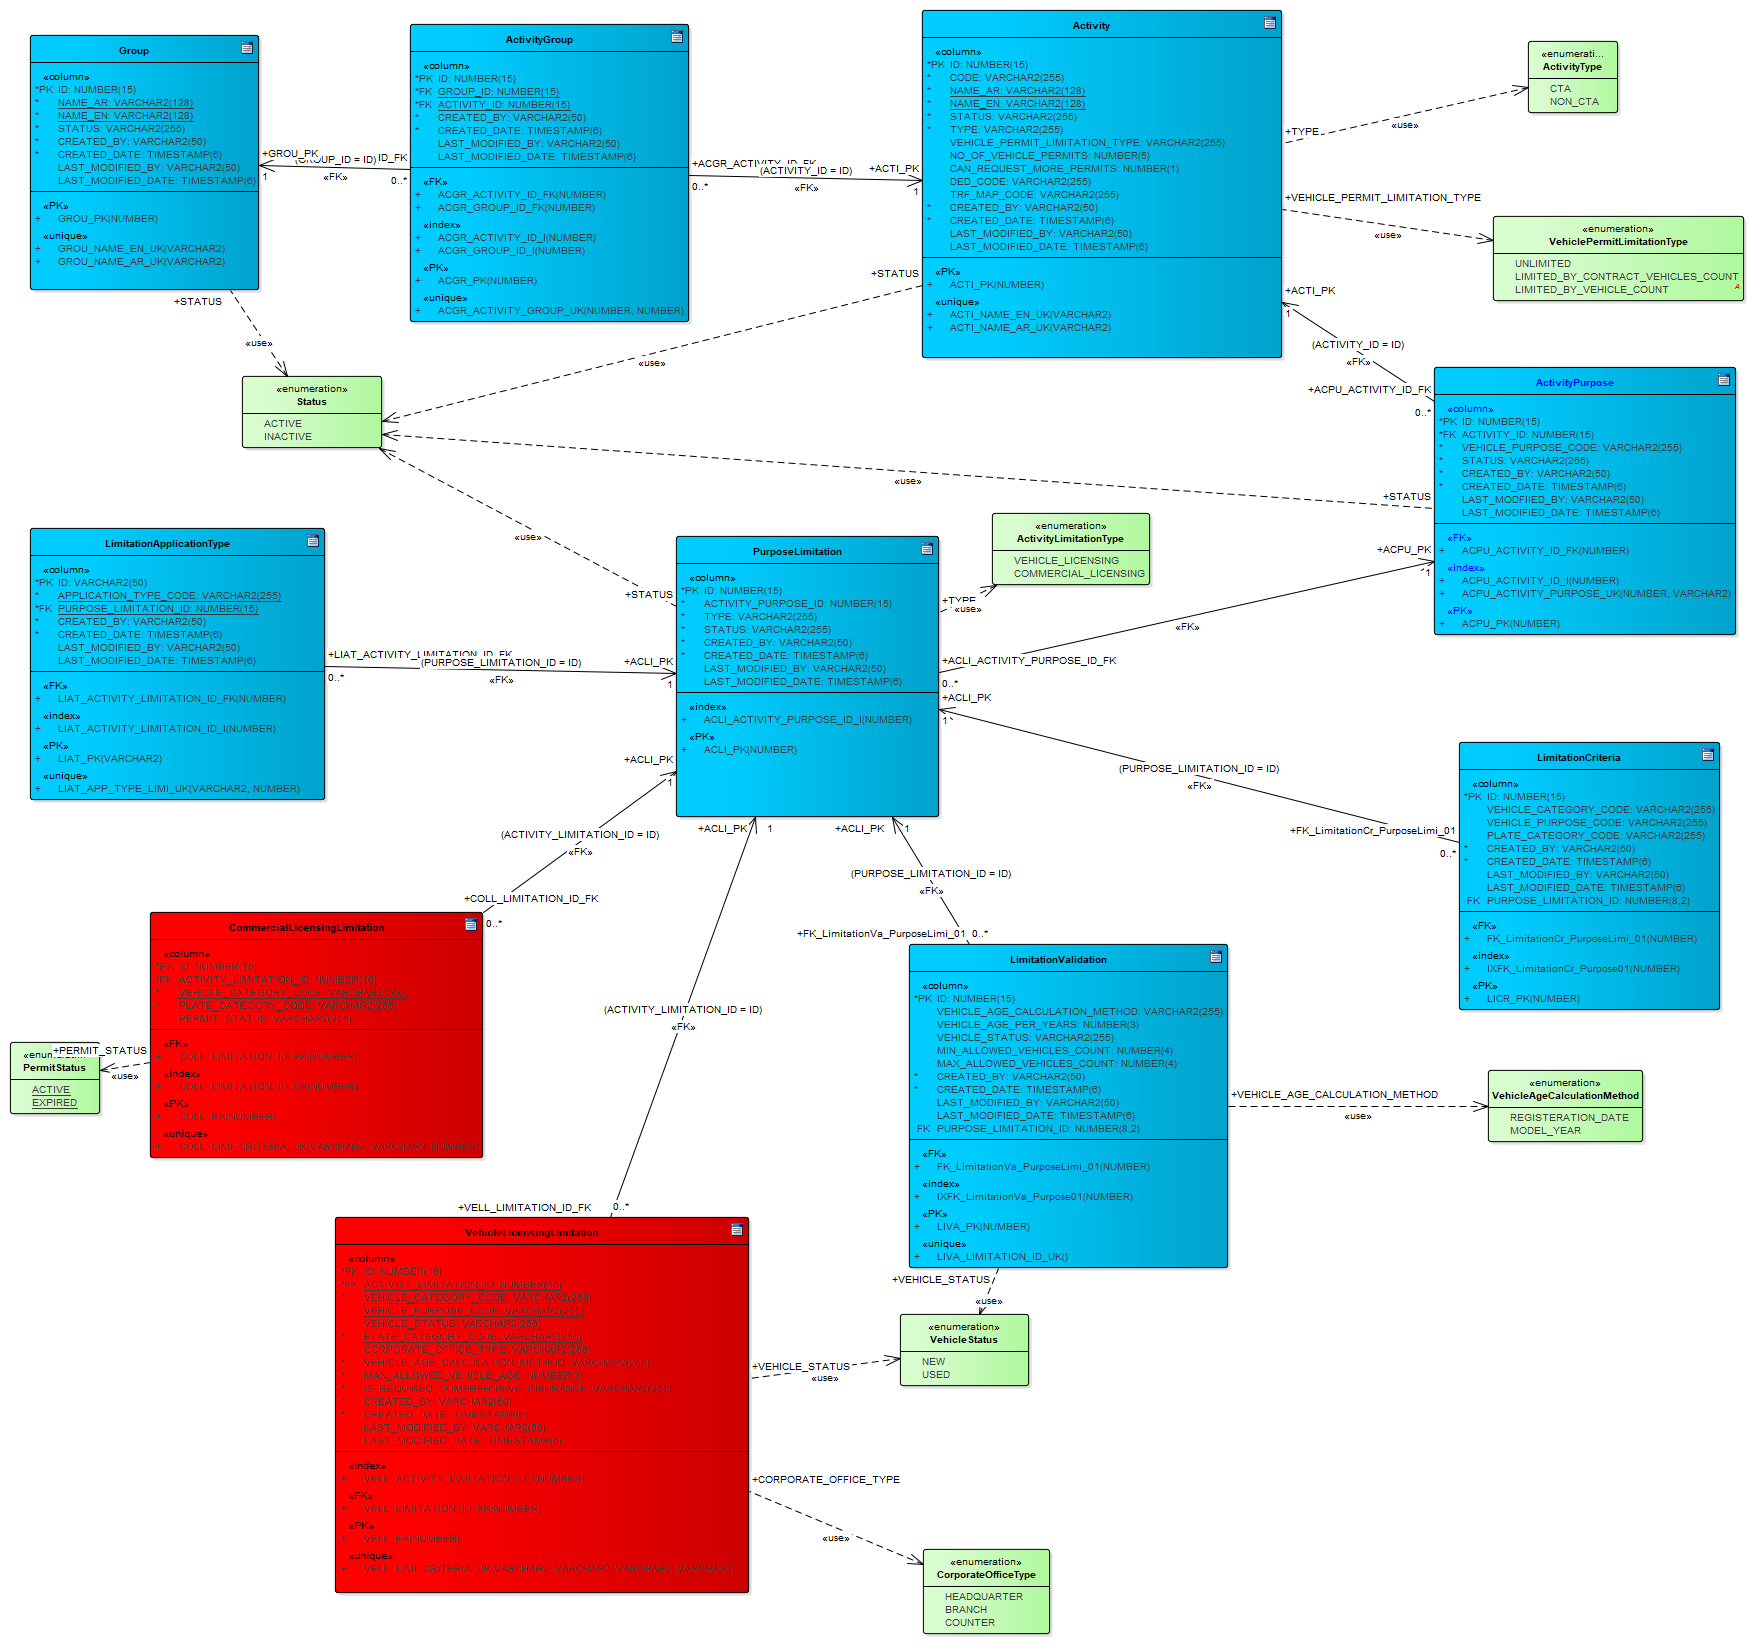 Group
«column»
*PK ID: NUMBER(15)
* NAME_AR: VARCHAR2(128)
* NAME_EN: VARCHAR2(128)
* STATUS: VARCHAR2(255)
* CREATED_BY: VARCHAR2(50)
* CREATED_DATE: TIMESTAMP(6)
LAST_MODIFIED_BY: VARCHAR2(50)
LAST_MODIFIED_DATE: TIMESTAMP(6)
«PK»
+ GROU_PK(NUMBER)
«unique»
+ GROU_NAME_EN_UK(VARCHAR2)
+ GROU_NAME_AR_UK(VARCHAR2)
+GROU_PK
(GROUP_ID = ID)
ID_FK
1
«FK»
0..*
ActivityGroup
«column»
*PK ID: NUMBER(15)
*FK GROUP_ID: NUMBER(15)
*FK ACTIVITY_ID: NUMBER(15)
* CREATED_BY: VARCHAR2(50)
* CREATED_DATE: TIMESTAMP(6)
LAST_MODIFIED_BY: VARCHAR2(50)
LAST_MODIFIED_DATE: TIMESTAMP(6)
«FK»
+ ACGR_ACTIVITY_ID_FK(NUMBER)
+ ACGR_GROUP_ID_FK(NUMBER)
«index»
+ ACGR_ACTIVITY_ID_I(NUMBER)
+ ACGR_GROUP_ID_I(NUMBER)
«PK»
+ ACGR_PK(NUMBER)
«unique»
+ ACGR_ACTIVITY_GROUP_UK(NUMBER, NUMBER)
+ACGR_ACTIVITY_ID_FK
(ACTIVITY_ID = ID)
+ACTI_PK
0..*
«FK»
1
Activity
«column»
*PK ID: NUMBER(15)
* CODE: VARCHAR2(255)
* NAME_AR: VARCHAR2(128)
* NAME_EN: VARCHAR2(128)
* STATUS: VARCHAR2(255)
* TYPE: VARCHAR2(255)
VEHICLE_PERMIT_LIMITATION_TYPE: VARCHAR2(255)
NO_OF_VEHICLE_PERMITS: NUMBER(5)
CAN_REQUEST_MORE_PERMITS: NUMBER(1)
DED_CODE: VARCHAR2(255)
TRF_MAP_CODE: VARCHAR2(255)
* CREATED_BY: VARCHAR2(50)
* CREATED_DATE: TIMESTAMP(6)
LAST_MODIFIED_BY: VARCHAR2(50)
LAST_MODIFIED_DATE: TIMESTAMP(6)
«PK»
+ ACTI_PK(NUMBER)
«unique»
+ ACTI_NAME_EN_UK(VARCHAR2)
+ ACTI_NAME_AR_UK(VARCHAR2)
+TYPE
«use»
«enumerati...
ActivityType
CTA
NON_CTA
+VEHICLE_PERMIT_LIMITATION_TYPE
«use»
«enumeration»
VehiclePermitLimitationType
UNLIMITED
LIMITED_BY_CONTRACT_VEHICLES_COUNT
LIMITED_BY_VEHICLE_COUNT
A
+STATUS
«use»
+STATUS
«use»
«enumeration»
Status
ACTIVE
INACTIVE
+ACTI_PK
1
(ACTIVITY_ID = ID)
«FK»
+ACPU_ACTIVITY_ID_FK
0..*
ActivityPurpose
«column»
*PK ID: NUMBER(15)
*FK ACTIVITY_ID: NUMBER(15)
* VEHICLE_PURPOSE_CODE: VARCHAR2(255)
* STATUS: VARCHAR2(255)
* CREATED_BY: VARCHAR2(50)
* CREATED_DATE: TIMESTAMP(6)
LAST_MODFIIED_BY: VARCHAR2(50)
LAST_MODIFIED_DATE: TIMESTAMP(6)
«FK»
+ ACPU_ACTIVITY_ID_FK(NUMBER)
«index»
+ ACPU_ACTIVITY_ID_I(NUMBER)
+ ACPU_ACTIVITY_PURPOSE_UK(NUMBER, VARCHAR2)
«PK»
+ ACPU_PK(NUMBER)
«use»
+STATUS
«use»
+STATUS
LimitationApplicationType
«column»
*PK ID: VARCHAR2(50)
* APPLICATION_TYPE_CODE: VARCHAR2(255)
*FK PURPOSE_LIMITATION_ID: NUMBER(15)
* CREATED_BY: VARCHAR2(50)
* CREATED_DATE: TIMESTAMP(6)
LAST_MODIFIED_BY: VARCHAR2(50)
LAST_MODIFIED_DATE: TIMESTAMP(6)
«FK»
+ LIAT_ACTIVITY_LIMITATION_ID_FK(NUMBER)
«index»
+ LIAT_ACTIVITY_LIMITATION_ID_I(NUMBER)
«PK»
+ LIAT_PK(VARCHAR2)
«unique»
+ LIAT_APP_TYPE_LIMI_UK(VARCHAR2, NUMBER)
+LIAT_ACTIVITY_LIMITATION_ID_FK
(PURPOSE_LIMITATION_ID = ID)
+ACLI_PK
0..*
«FK»
1
PurposeLimitation
«column»
*PK ID: NUMBER(15)
* ACTIVITY_PURPOSE_ID: NUMBER(15)
* TYPE: VARCHAR2(255)
* STATUS: VARCHAR2(255)
* CREATED_BY: VARCHAR2(50)
* CREATED_DATE: TIMESTAMP(6)
LAST_MODIFIED_BY: VARCHAR2(50)
LAST_MODIFIED_DATE: TIMESTAMP(6)
«index»
+ ACLI_ACTIVITY_PURPOSE_ID_I(NUMBER)
«PK»
+ ACLI_PK(NUMBER)
+TYPE
«use»
«enumeration»
ActivityLimitationType
VEHICLE_LICENSING
COMMERCIAL_LICENSING
+ACPU_PK
1
«FK»
+ACLI_ACTIVITY_PURPOSE_ID_FK
0..*
+ACLI_PK
1
(PURPOSE_LIMITATION_ID = ID)
«FK»
+FK_LimitationCr_PurposeLimi_01
0..*
LimitationCriteria
«column»
*PK ID: NUMBER(15)
VEHICLE_CATEGORY_CODE: VARCHAR2(255)
VEHICLE_PURPOSE_CODE: VARCHAR2(255)
PLATE_CATEGORY_CODE: VARCHAR2(255)
* CREATED_BY: VARCHAR2(50)
* CREATED_DATE: TIMESTAMP(6)
LAST_MODIFIED_BY: VARCHAR2(50)
LAST_MODIFIED_DATE: TIMESTAMP(6)
FK PURPOSE_LIMITATION_ID: NUMBER(8,2)
«FK»
+ FK_LimitationCr_PurposeLimi_01(NUMBER)
«index»
+ IXFK_LimitationCr_Purpose01(NUMBER)
«PK»
+ LICR_PK(NUMBER)
+ACLI_PK
1
(ACTIVITY_LIMITATION_ID = ID)
«FK»
+COLL_LIMITATION_ID_FK
0..*
CommercialLicensingLimitation
«column»
*PK ID: NUMBER(15)
*FK ACTIVITY_LIMITATION_ID: NUMBER(15)
* VEHICLE_CATEGORY_CODE: VARCHAR2(255)
* PLATE_CATEGORY_CODE: VARCHAR2(255)
PERMIT_STATUS: VARCHAR2(255)
«FK»
+ COLL_LIMITATION_ID_FK(NUMBER)
«index»
+ COLL_LIMITATION_ID_UK(NUMBER)
«PK»
+ COLL_PK(NUMBER)
«unique»
+ COLL_LIMI_CRITERIA_UK(VARCHAR2, VARCHAR2, NUMBER)
+PERMIT_STATUS
«use»
PermitStatus
ACTIVE
EXPIRED
+ACLI_PK
1
(ACTIVITY_LIMITATION_ID = ID)
«FK»
+VELL_LIMITATION_ID_FK
0..*
+ACLI_PK
1
(PURPOSE_LIMITATION_ID = ID)
«FK»
+FK_LimitationVa_PurposeLimi_01
0..*
LimitationValidation
«column»
*PK ID: NUMBER(15)
VEHICLE_AGE_CALCULATION_METHOD: VARCHAR2(255)
VEHICLE_AGE_PER_YEARS: NUMBER(3)
VEHICLE_STATUS: VARCHAR2(255)
MIN_ALLOWED_VEHICLES_COUNT: NUMBER(4)
MAX_ALLOWED_VEHICLES_COUNT: NUMBER(4)
* CREATED_BY: VARCHAR2(50)
* CREATED_DATE: TIMESTAMP(6)
LAST_MODIFIED_BY: VARCHAR2(50)
LAST_MODIFIED_DATE: TIMESTAMP(6)
FK PURPOSE_LIMITATION_ID: NUMBER(8,2)
«FK»
+ FK_LimitationVa_PurposeLimi_01(NUMBER)
«index»
+ IXFK_LimitationVa_Purpose01(NUMBER)
«PK»
+ LIVA_PK(NUMBER)
«unique»
+ LIVA_LIMITATION_ID_UK()
+VEHICLE_AGE_CALCULATION_METHOD
«use»
«enumeration»
VehicleAgeCalculationMethod
REGISTERATION_DATE
MODEL_YEAR
+VEHICLE_STATUS
«use»
«enumeration»
VehicleStatus
NEW
USED
VehicleLicensingLimitation
«column»
*PK ID: NUMBER(15)
*FK ACTIVITY_LIMITATION_ID: NUMBER(15)
* VEHICLE_CATEGORY_CODE: VARCHAR2(255)
VEHICLE_PURPOSE_CODE: VARCHAR2(255)
VEHICLE_STATUS: VARCHAR2(255)
* PLATE_CATEGORY_CODE: VARCHAR2(255)
CORPORATE_OFFICE_TYPE: VARCHAR2(255)
* VEHICLE_AGE_CALCULATION_METHOD: VARCHAR2(255)
* MAX_ALLOWED_VEHICLE_AGE: NUMBER(3)
* IS_REQUIRED_COMPREHENSIVE_INSURANCE: VARCHAR2(255)
* CREATED_BY: VARCHAR2(50)
* CREATED_DATE: TIMESTAMP(6)
LAST_MODIFIED_BY: VARCHAR2(50)
LAST_MODIFIED_DATE: TIMESTAMP(6)
«index»
+ VELL_ACTIVITY_LIMITATION_ID_I(NUMBER)
«FK»
+ VELL_LIMITATION_ID_FK(NUMBER)
«PK»
+ VELL_PK(NUMBER)
«unique»
+ VELL_LIMI_CRITERIA_UK(VARCHAR2, VARCHAR2, VARCHAR2, VARCHAR2)
+VEHICLE_STATUS
«use»
+CORPORATE_OFFICE_TYPE
«use»
«enumeration»
CorporateOfficeType
HEADQUARTER
BRANCH
COUNTER